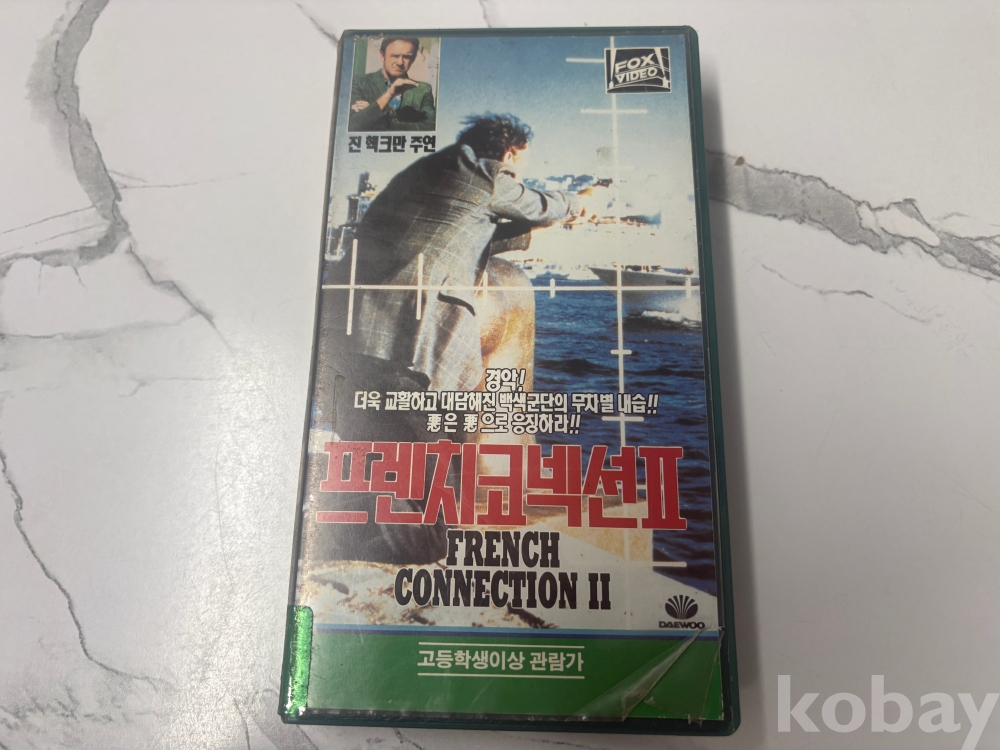 FOX
VIDEO
진 핵크만 주연
경악!
더욱 교활하고 대담해진 백색군단의 무차별 내습!!
悪은 悪으로 응징하라!!
프렌치코넥션Ⅱ
FRENCH
CONNECTION II
DAEWOO
고등학생이상 관람가
kobay